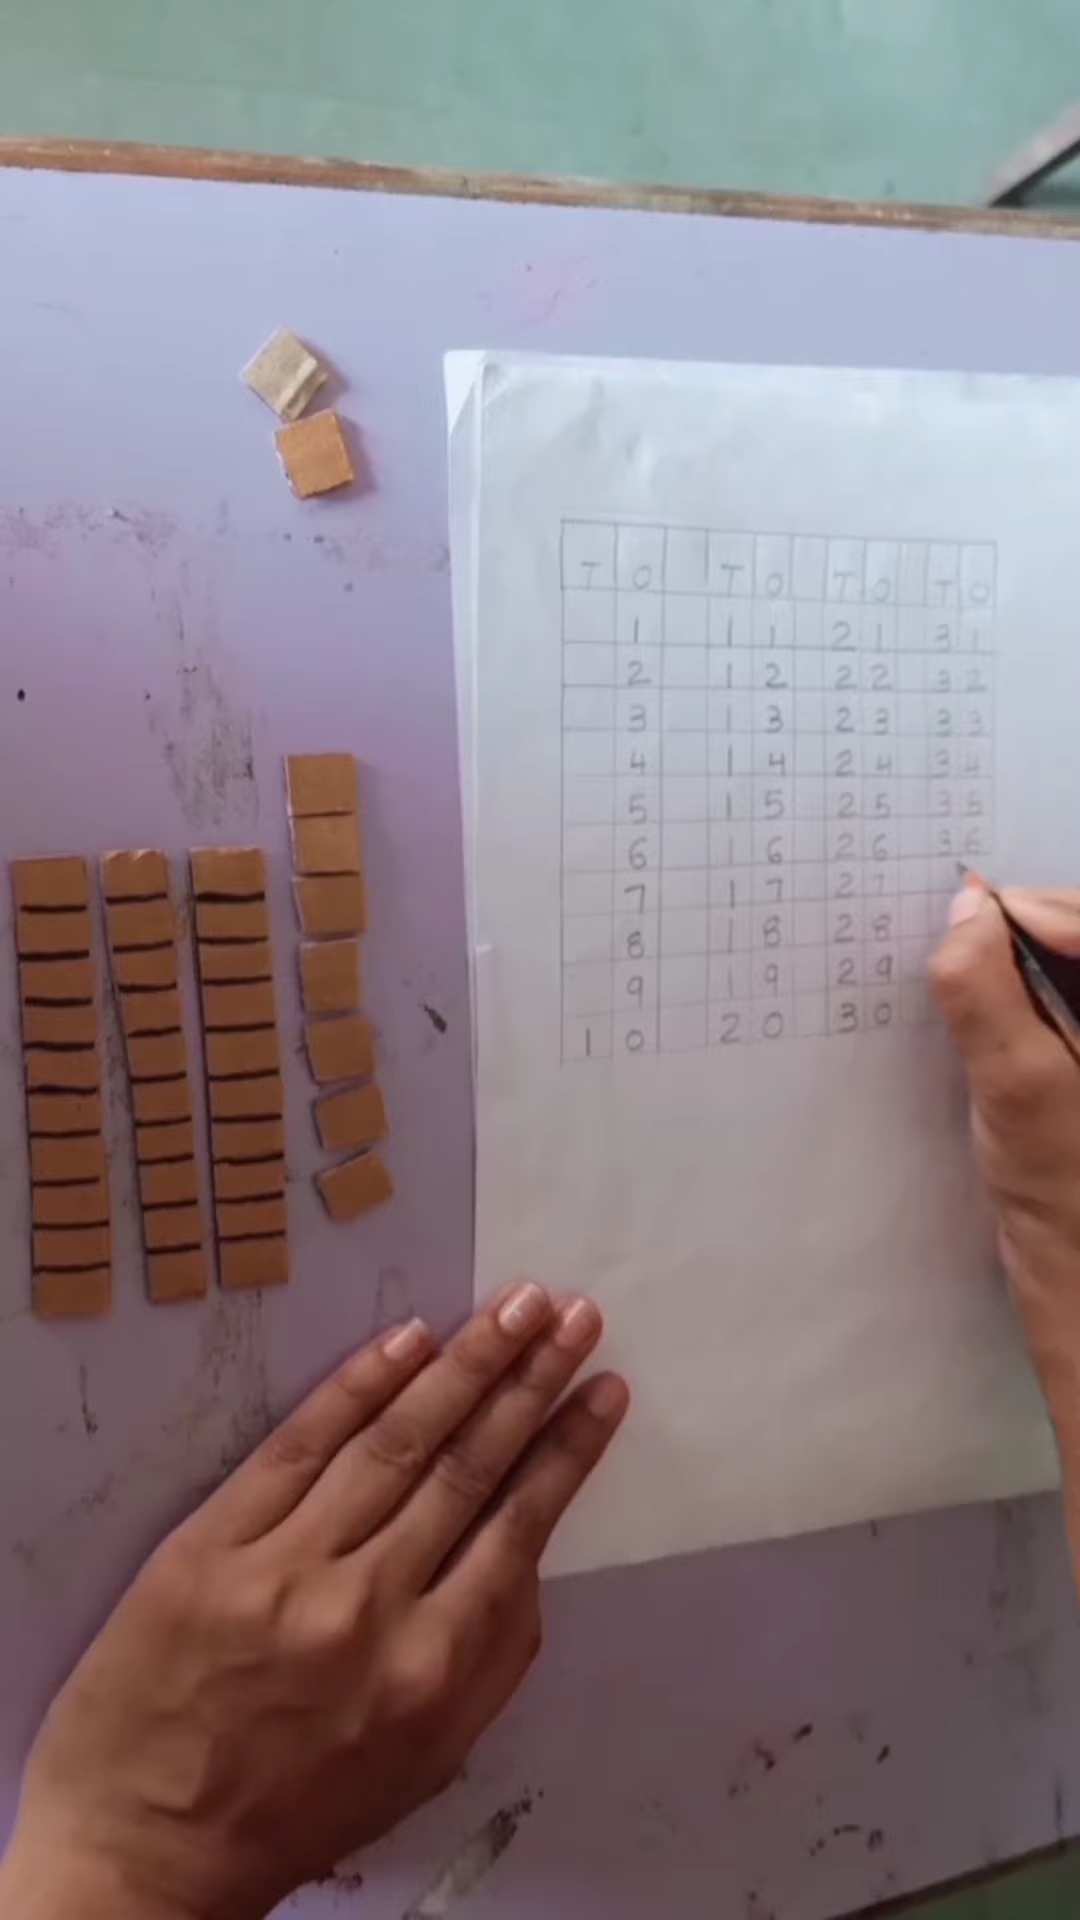 T O T O T O T O
1 1 1 2 1 3 1
2 1 2 2 2 3 2
3 1 3 2 3 3 3
4 1 4 2 4 3 4
5 1 5 2 5 3 5
6 1 6 2 6 3 6
7 1 7 2 7
8 1 8 2 8
9 1 9 2 9
1 0 2 0 3 0